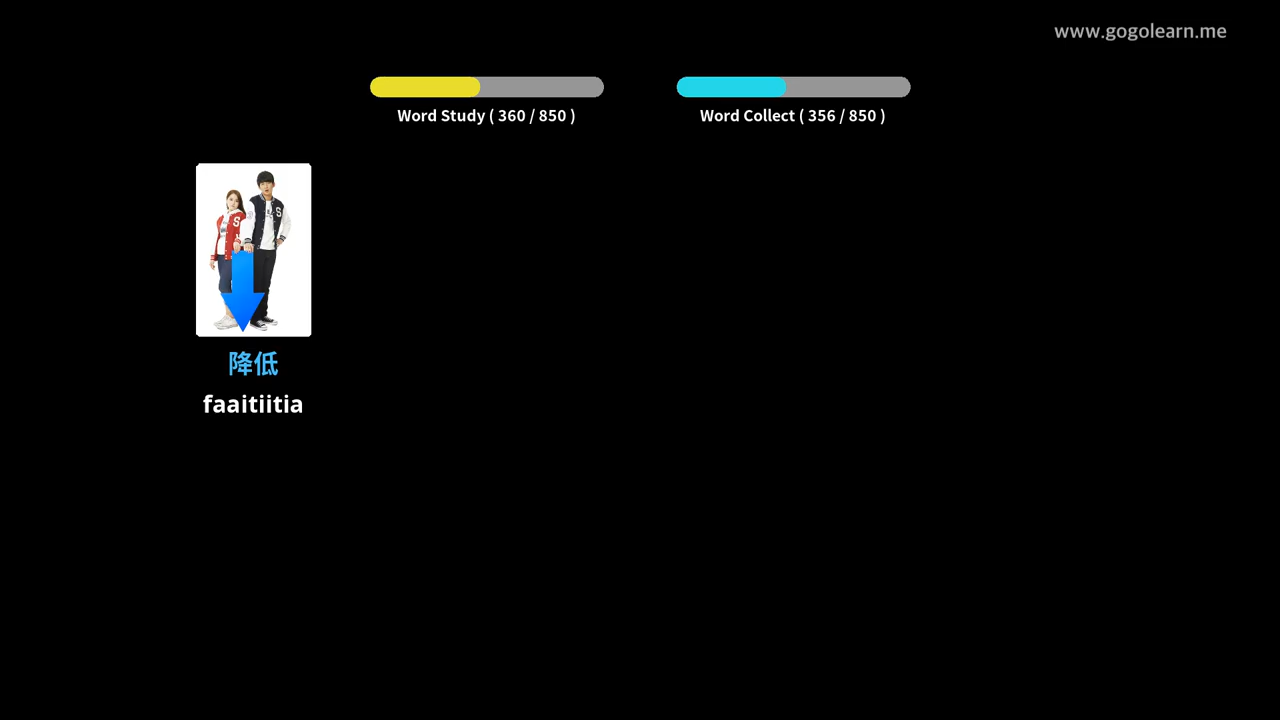 www.gogolearn.me
Word Study ( 360 / 850 )
Word Collect ( 356 / 850 )
S
S
降低
faaitiitia